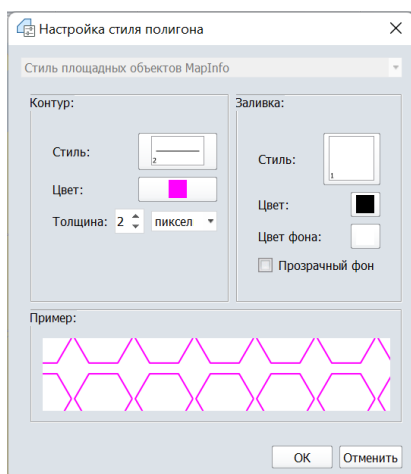 Настройка стиля полигона
Стиль площадных объектов MapInfo
Контур:
Стиль:
2
Цвет:
Толщина: 2 пиксел
Заливка:
Стиль:
1
Цвет:
Цвет фона:
Прозрачный фон
Пример:
OK Отменить